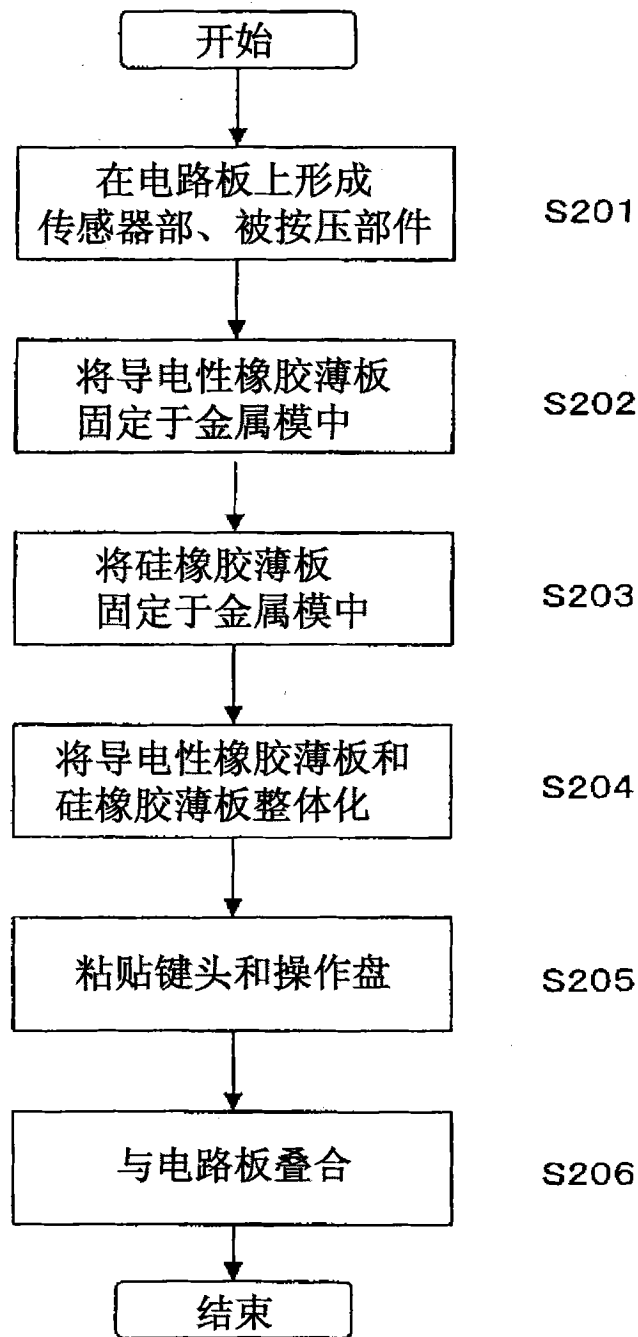 开始
在电路板上形成
传感器部、被按压部件
S201
将导电性橡胶薄板
固定于金属模中
S202
将硅橡胶薄板
固定于金属模中
S203
将导电性橡胶薄板和
硅橡胶薄板整体化
S204
粘贴键头和操作盘
S205
与电路板叠合
S206
结束